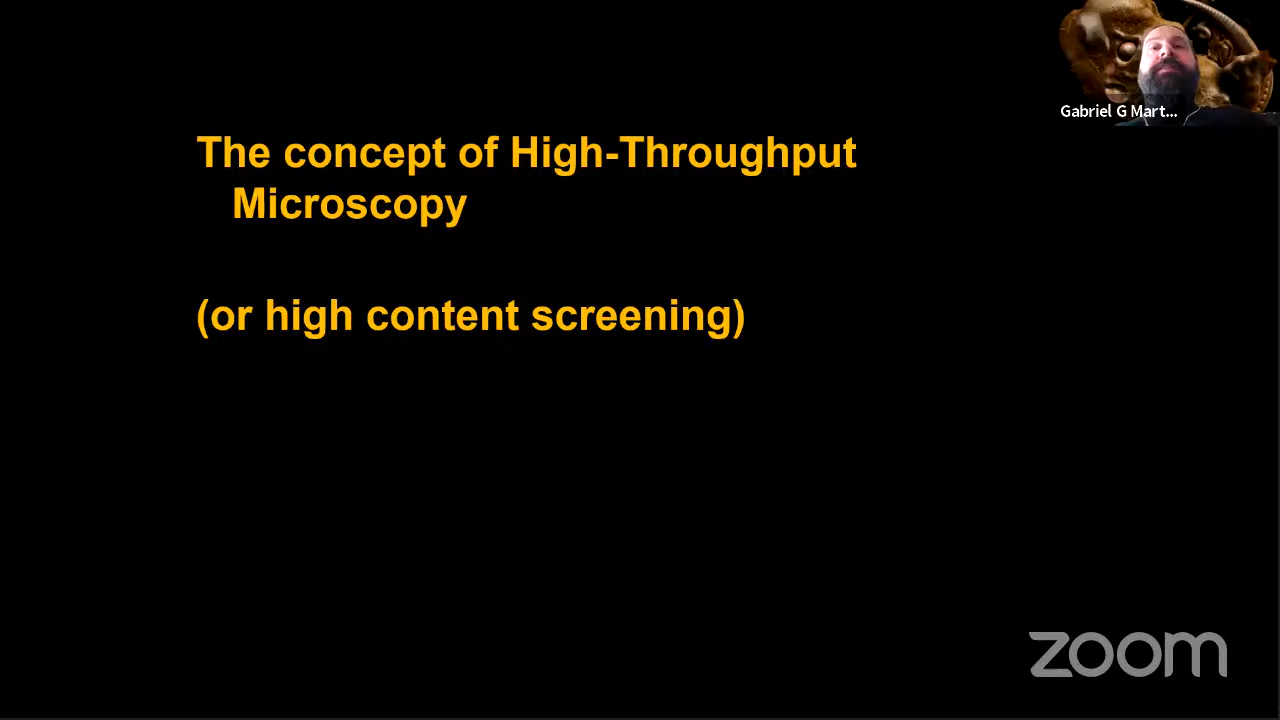 Gabriel G Mart...
The concept of High-Throughput
Microscopy
(or high content screening)
zoom